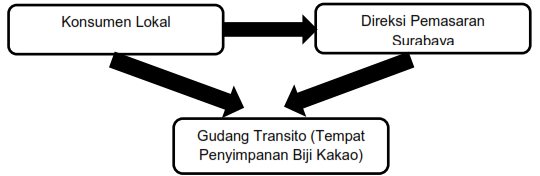 Konsumen Lokal
Direksi Pemasaran
Surabaya
Gudang Transito (Tempat
Penyimpanan Biji Kakao)